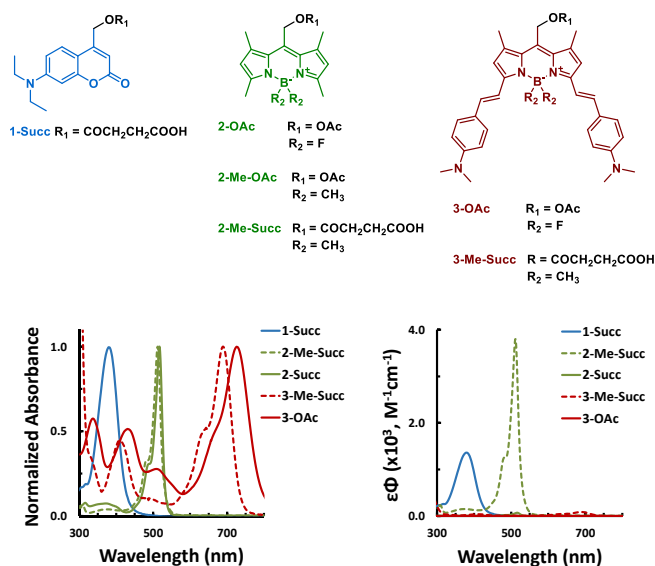 OR₁
N
O
O
1-Succ R₁ = COCH₂CH₂COOH
OR₁
N
N⁺
B⁻
R₂ R₂
2-OAc R₁ = OAc
R₂ = F
2-Me-OAc R₁ = OAc
R₂ = CH₃
2-Me-Succ R₁ = COCH₂CH₂COOH
R₂ = CH₃
OR₁
N
N⁺
B⁻
R₂ R₂
N
N
3-OAc R₁ = OAc
R₂ = F
3-Me-Succ R = COCH₂CH₂COOH
R₂ = CH₃
Normalized Absorbance
1.0
0.5
0.0
300 500 700
Wavelength (nm)
1-Succ
2-Me-Succ
2-Succ
3-Me-Succ
3-OAc
εΦ (x10³, M⁻¹cm⁻¹)
4.0
2.0
0.0
300 500 700
Wavelength (nm)
1-Succ
2-Me-Succ
2-Succ
3-Me-Succ
3-OAc